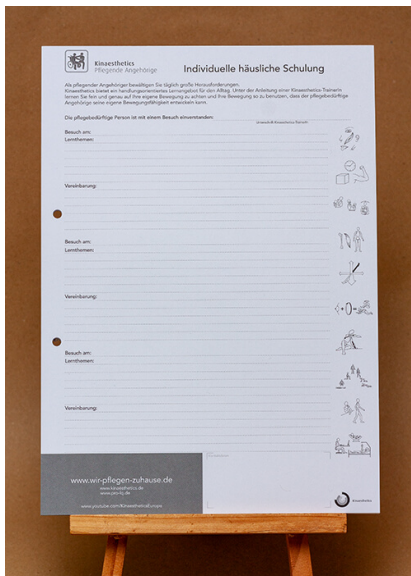 Kinaesthetics
Pflegende Angehörige
Individuelle häusliche Schulung
Als pflegender Angehöriger bewältigen Sie täglich große Herausforderungen.
Kinaesthetics bietet ein handlungsorientiertes Lernangebot für den Alltag. Unter der Anleitung einer Kinaesthetics-Trainerin
lernen Sie fein und genau auf Ihre eigene Bewegung zu achten und Ihre Bewegung so zu benutzen, dass der pflegebedürftige
Angehörige seine eigene Bewegungsfähigkeit entwickeln kann.
Die pflegebedürftige Person ist mit einem Besuch einverstanden:
Unterschrift Kinaesthetics-TrainerIn
Besuch am:
Lernthemen:
Vereinbarung:
Besuch am:
Lernthemen:
Vereinbarung:
Besuch am:
Lernthemen:
Vereinbarung:
www.wir-pflegen-zuhause.de
www.kinaesthetics.de
www.youtube.com/KinaestheticsEurope
Kinaesthetics